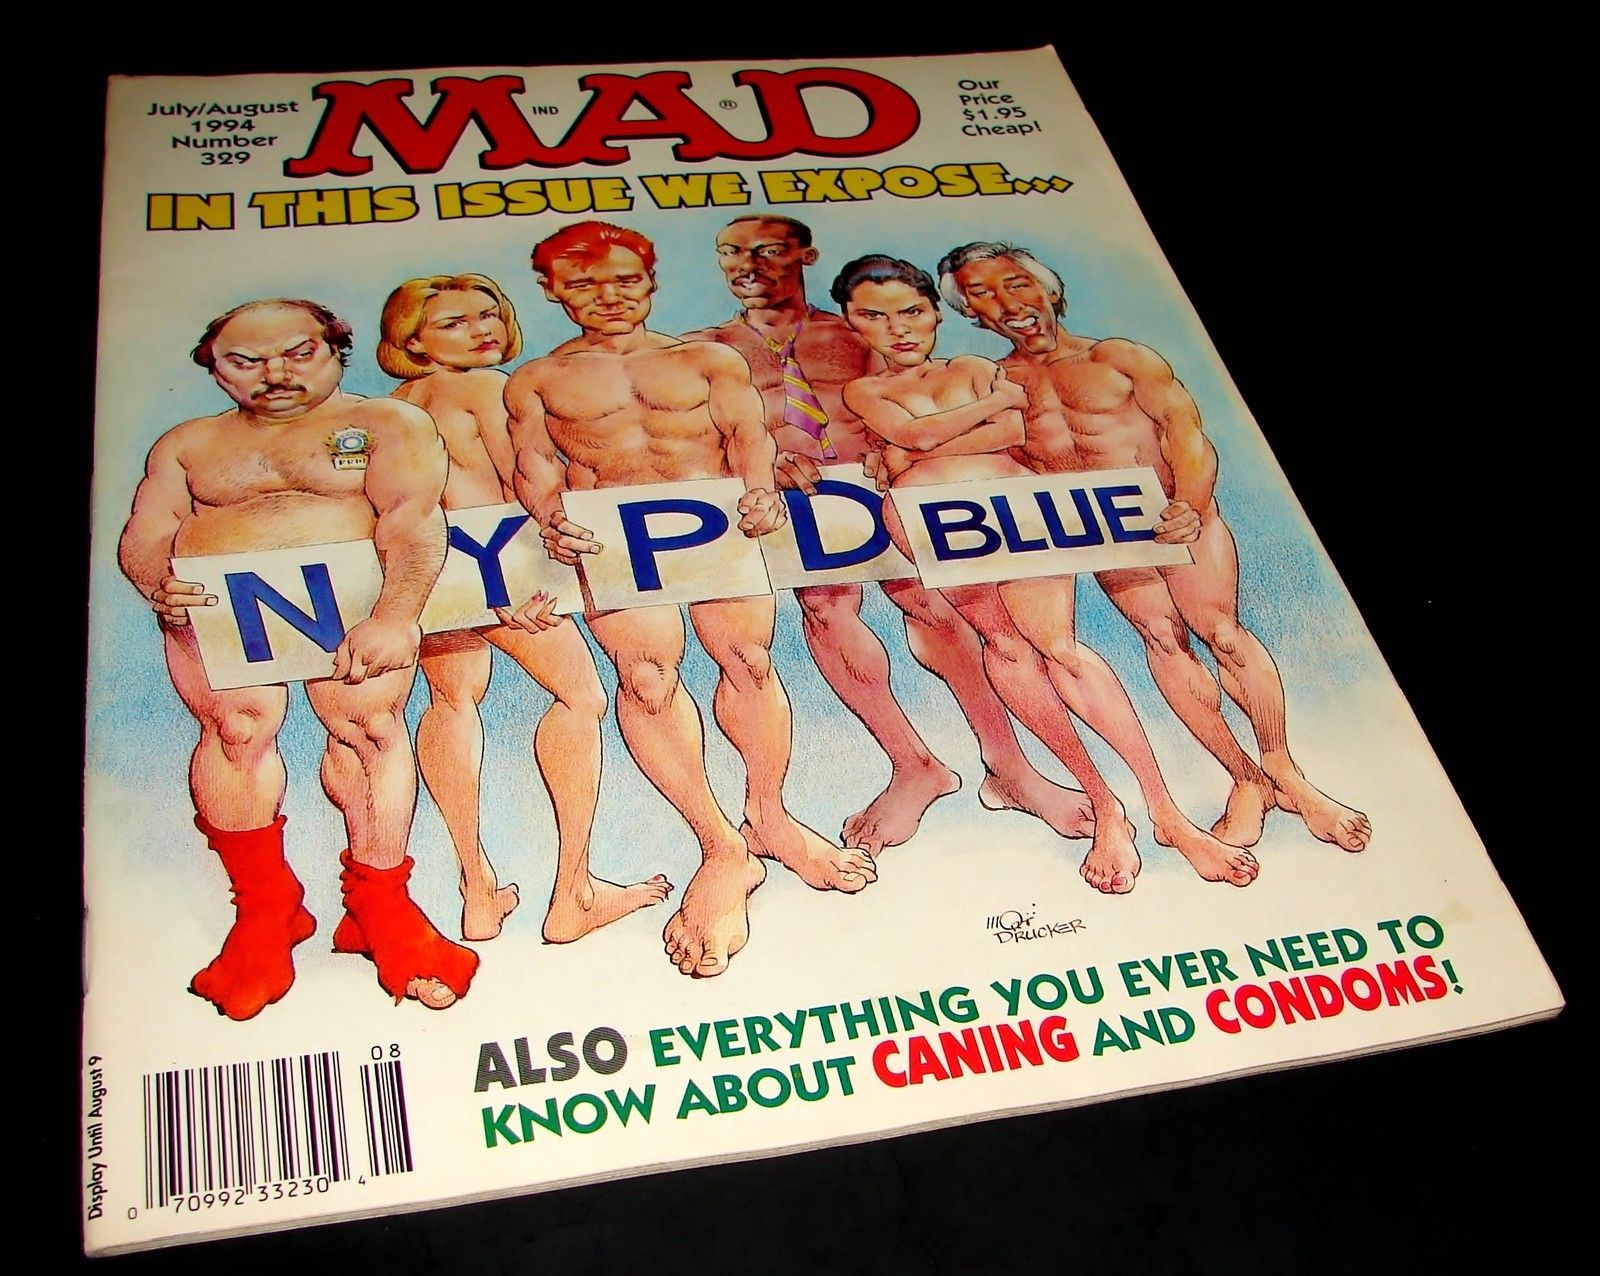 July/August
1994
Number
329
MAD
IND
®
Our
Price
$1.95
Cheap!
IN THIS ISSUE WE EXPOSE...
N Y P D BLUE
MORT
DRUCKER
ALSO EVERYTHING YOU EVER NEED TO
KNOW ABOUT CANING AND CONDOMS!
Display Until August 9
08
0 70992 33230 4